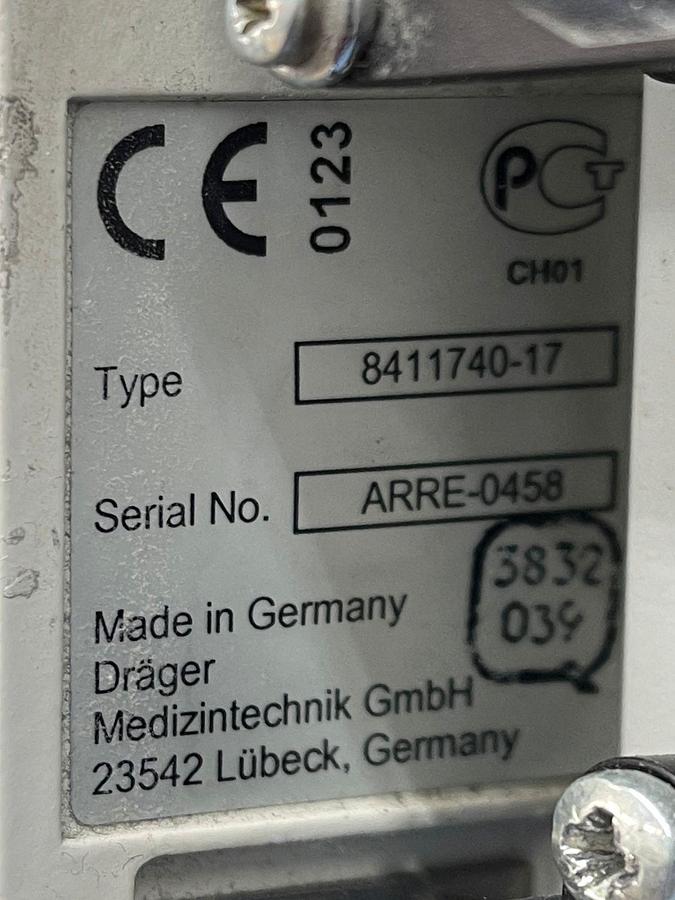 CE 0123
PCT
CH01
Type 8411740-17
Serial No. ARRE-0458
3832
039
Made in Germany
Dräger
Medizintechnik GmbH
23542 Lübeck, Germany